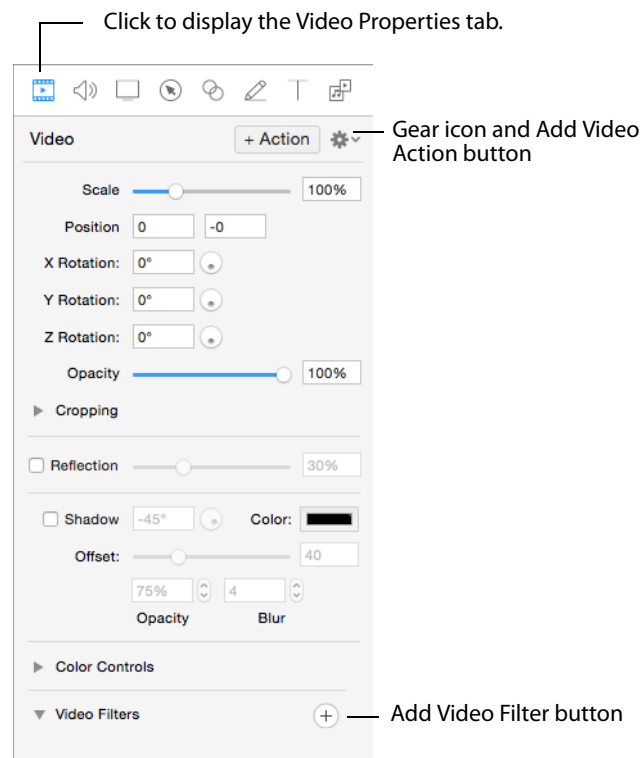 Click to display the Video Properties tab.
Video
+ Action
Gear icon and Add Video
Action button
Scale 100%
Position 0 -0
X Rotation: 0°
Y Rotation: 0°
Z Rotation: 0°
Opacity 100%
Cropping
Reflection 30%
Shadow -45° Color:
Offset: 40
75% 4
Opacity Blur
Color Controls
Video Filters
Add Video Filter button